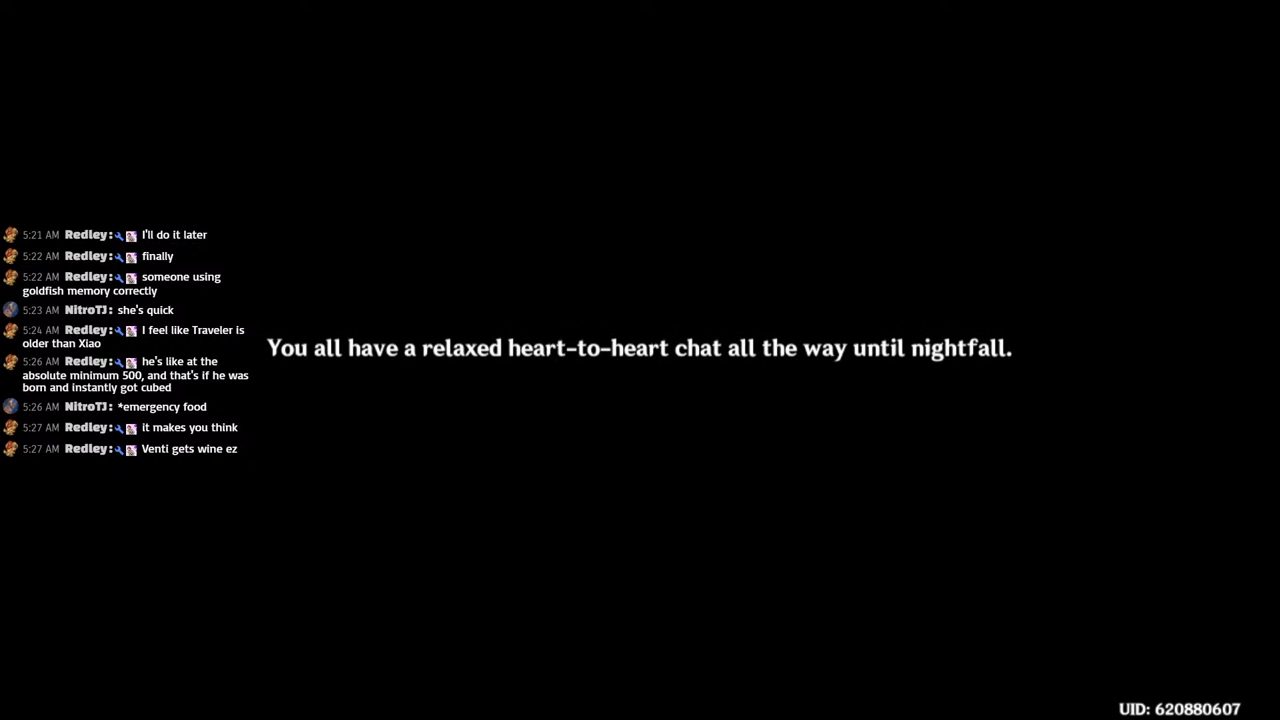 5:21 AM Redley: I'll do it later
5:22 AM Redley: finally
5:22 AM Redley: someone using
goldfish memory correctly
5:23 AM NitroTJ: she's quick
5:24 AM Redley: I feel like Traveler is
older than Xiao
5:26 AM Redley: he's like at the
absolute minimum 500, and that's if he was
born and instantly got cubed
5:26 AM NitroTJ: *emergency food
5:27 AM Redley: it makes you think
5:27 AM Redley: Venti gets wine ez
You all have a relaxed heart-to-heart chat all the way until nightfall.
UID: 620880607